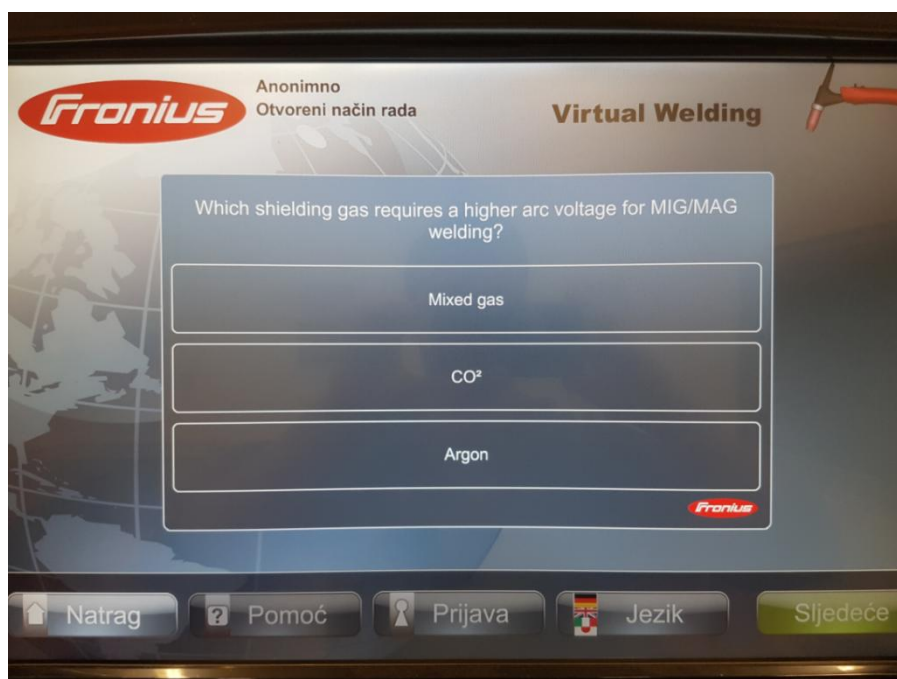 Fronius
Anonimno
Otvoreni način rada
Virtual Welding
Which shielding gas requires a higher arc voltage for MIG/MAG
welding?
Mixed gas
CO²
Argon
Fronius
Natrag
? Pomoć
Prijava
Jezik
Sljedeće